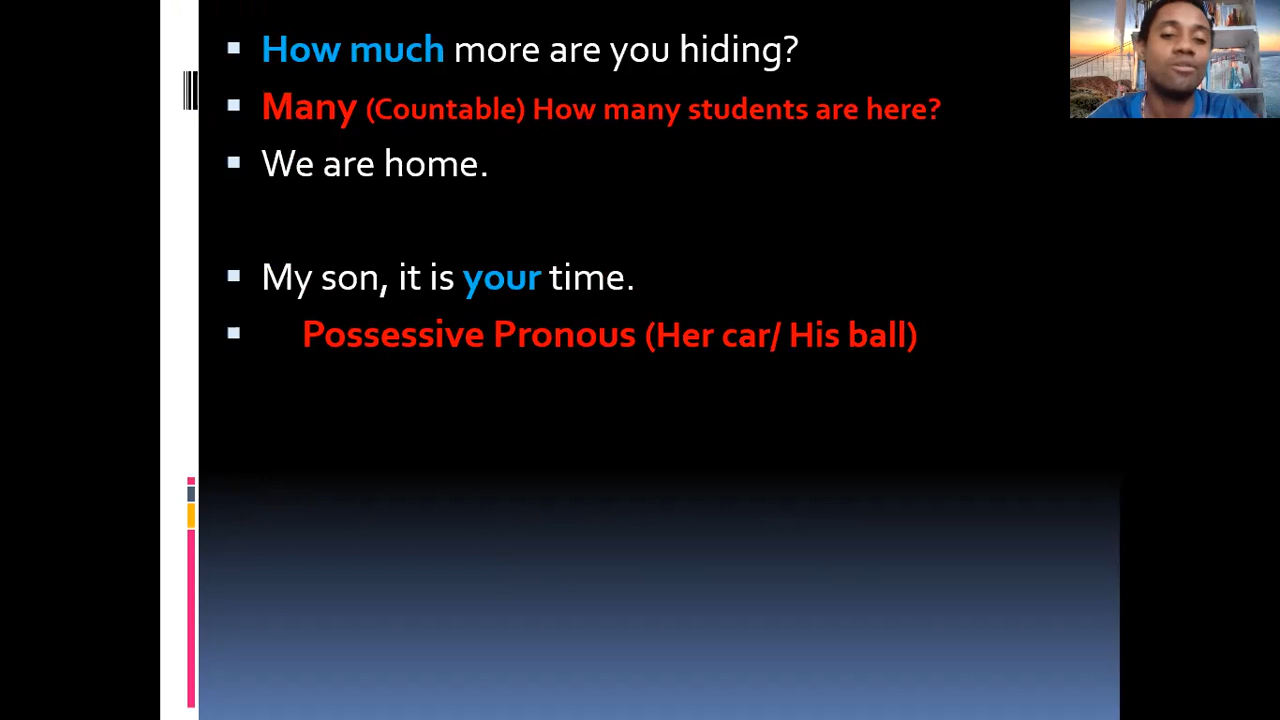 How much more are you hiding?
Many (Countable) How many students are here?
We are home.
My son, it is your time.
Possessive Pronous (Her car/ His ball)